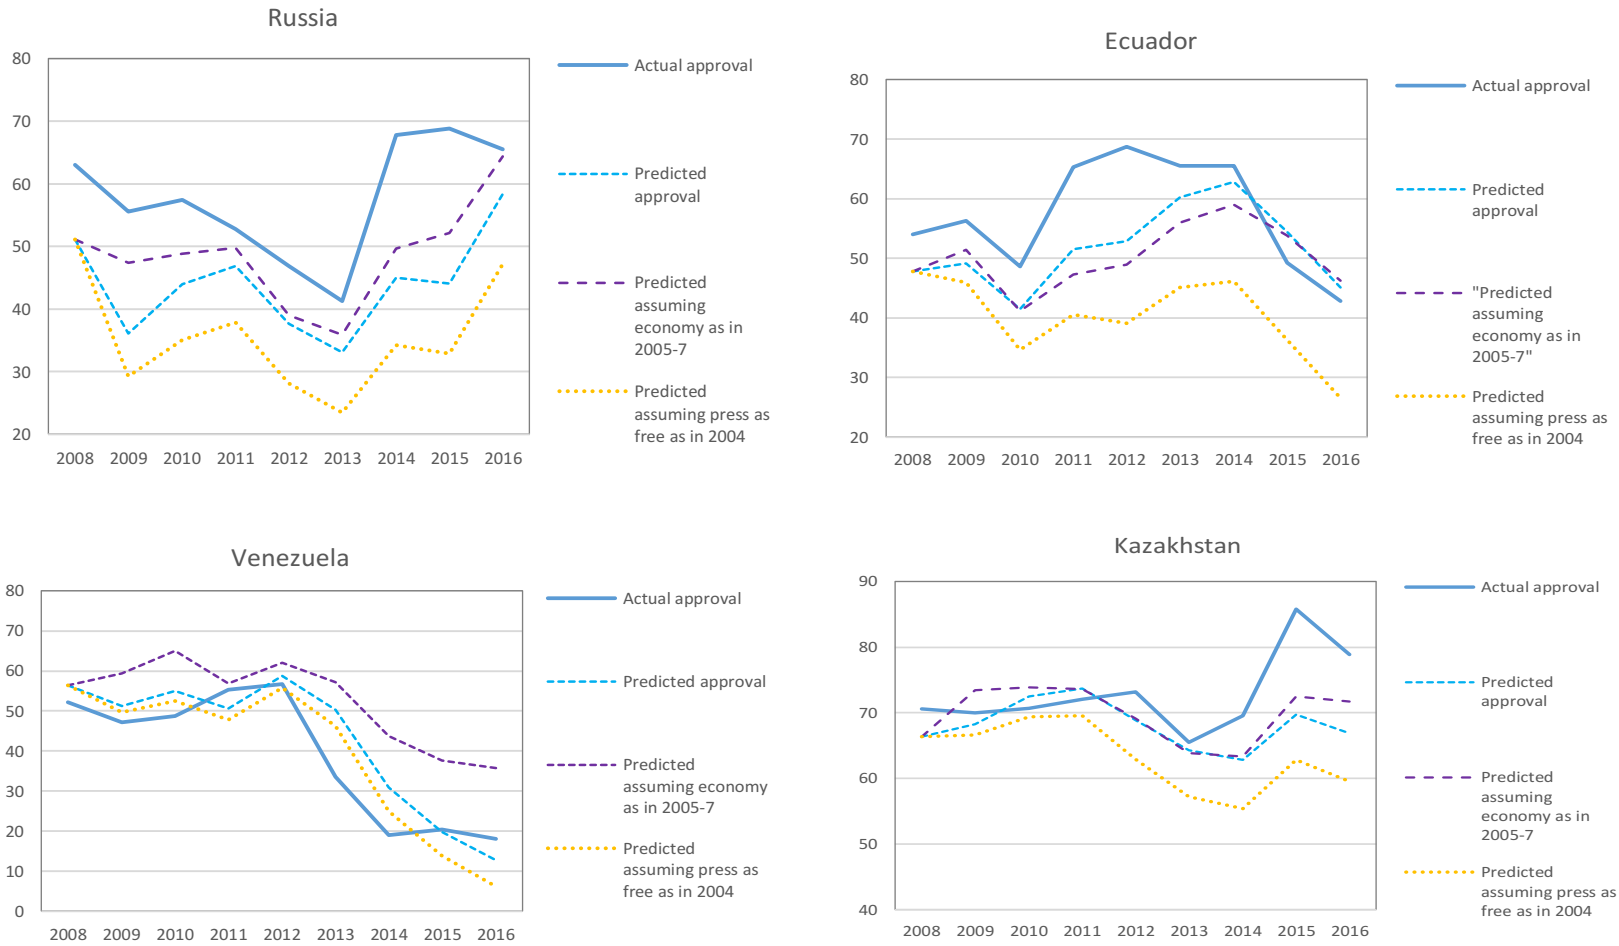 Russia
80
70
60
50
40
30
20
2008 2009 2010 2011 2012 2013 2014 2015 2016
Actual approval
Predicted
approval
Predicted
assuming
economy as in
2005-7
Predicted
assuming press as
free as in 2004
Ecuador
80
70
60
50
40
30
20
2008 2009 2010 2011 2012 2013 2014 2015 2016
Actual approval
Predicted
approval
"Predicted
assuming
economy as in
2005-7"
Predicted
assuming press as
free as in 2004
Venezuela
80
70
60
50
40
30
20
10
0
2008 2009 2010 2011 2012 2013 2014 2015 2016
Actual approval
Predicted approval
Predicted
assuming economy
as in 2005-7
Predicted
assuming press as
free as in 2004
Kazakhstan
90
80
70
60
50
40
2008 2009 2010 2011 2012 2013 2014 2015 2016
Actual approval
Predicted
approval
Predicted
assuming
economy as in
2005-7
Predicted
assuming press as
free as in 2004